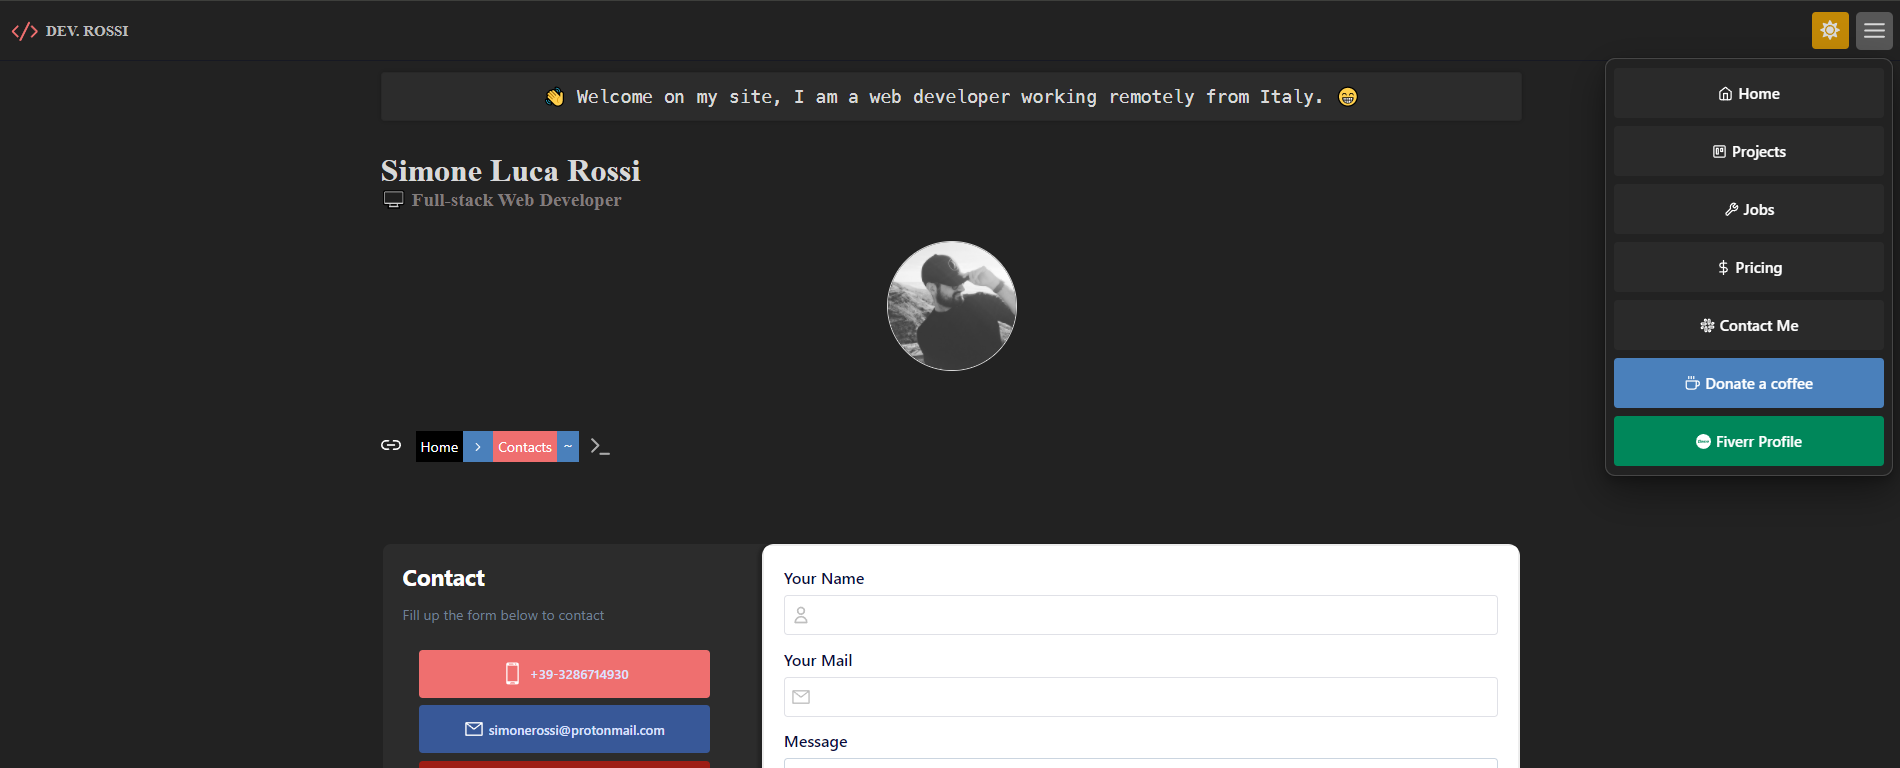 DEV. ROSSI
👋 Welcome on my site, I am a web developer working remotely from Italy. 😁
Simone Luca Rossi
Full-stack Web Developer
Home > Contacts ~
Home
Projects
Jobs
Pricing
Contact Me
Donate a coffee
Fiverr Profile
Contact
Fill up the form below to contact
+39-3286714930
simonerossi@protonmail.com
Your Name
Your Mail
Message